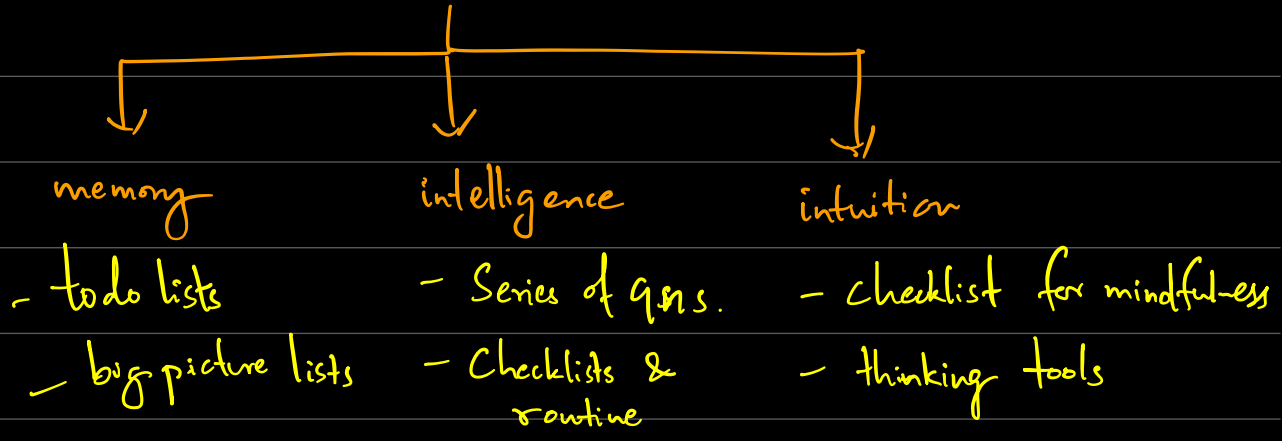 memory
intelligence
intuition
- todo lists
- Series of qns.
- checklist for mindfulness
- big picture lists
- Checklists &
routine
- thinking tools